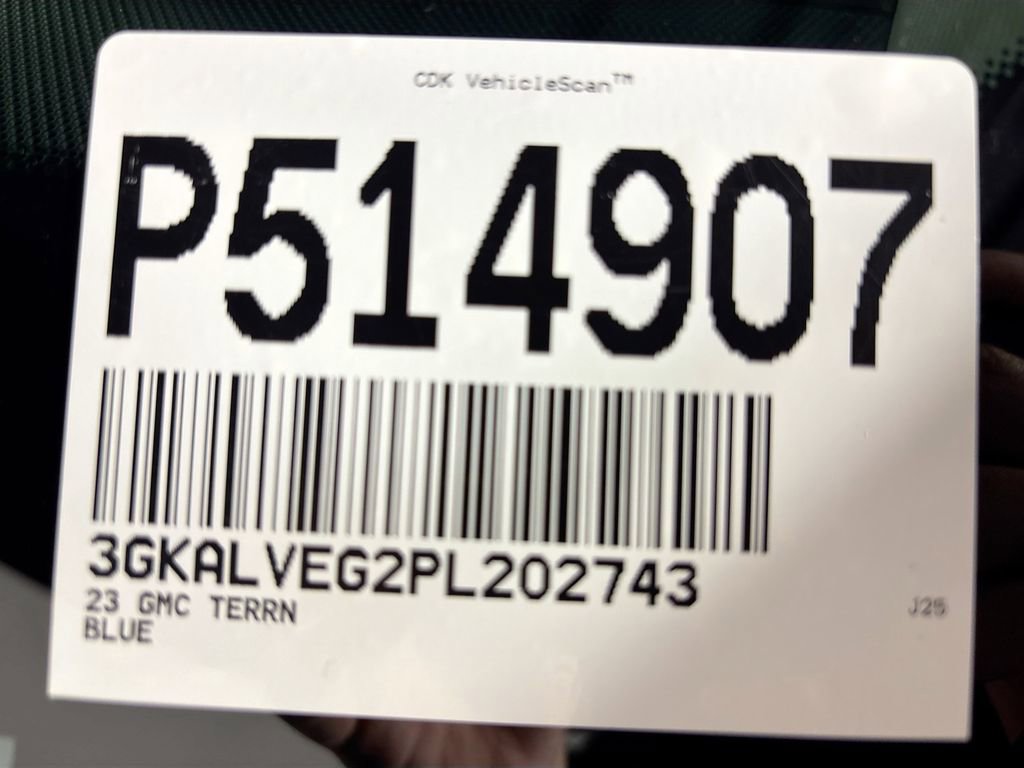 CDK VehicleScan™
P514907
3GKALVEG2PL202743
23 GMC TERRN
BLUE
J25